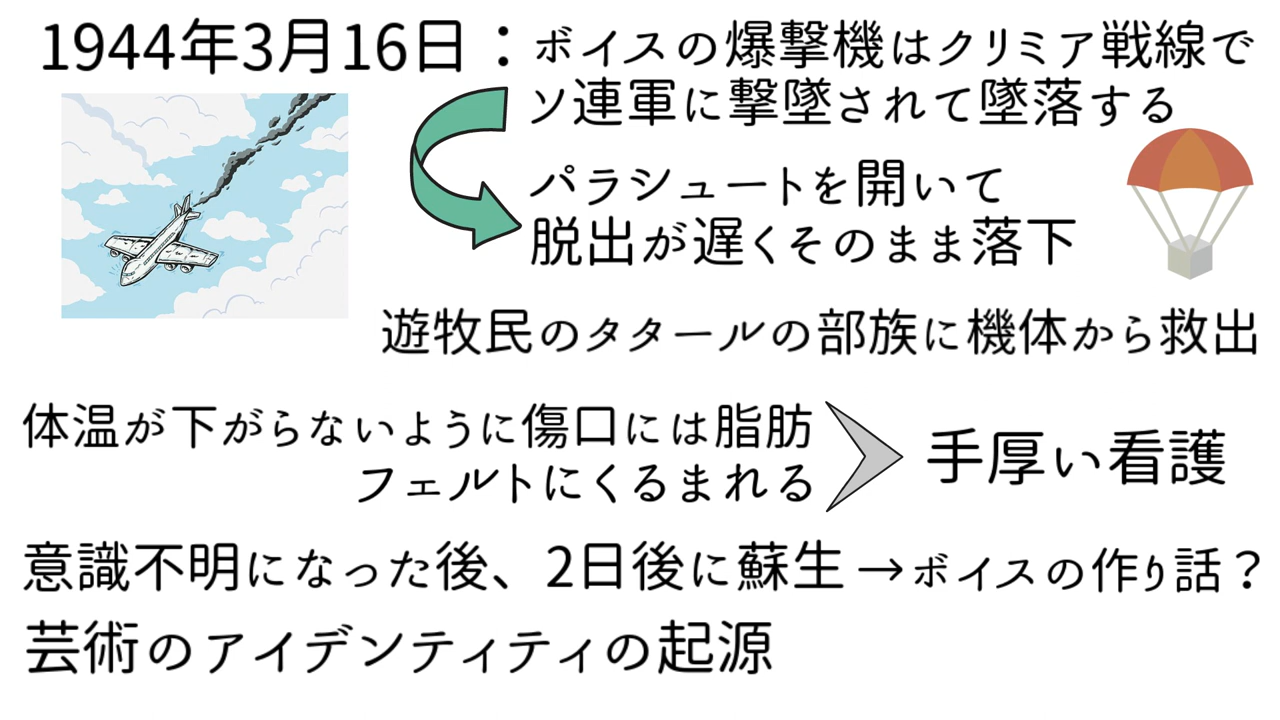 1944年3月16日：ボイスの爆撃機はクリミア戦線で
ソ連軍に撃墜されて墜落する
パラシュートを開いて
脱出が遅くそのまま落下
遊牧民のタタールの部族に機体から救出
体温が下がらないように傷口には脂肪
フェルトにくるまれる
手厚い看護
意識不明になった後、2日後に蘇生→ボイスの作り話？
芸術のアイデンティティの起源